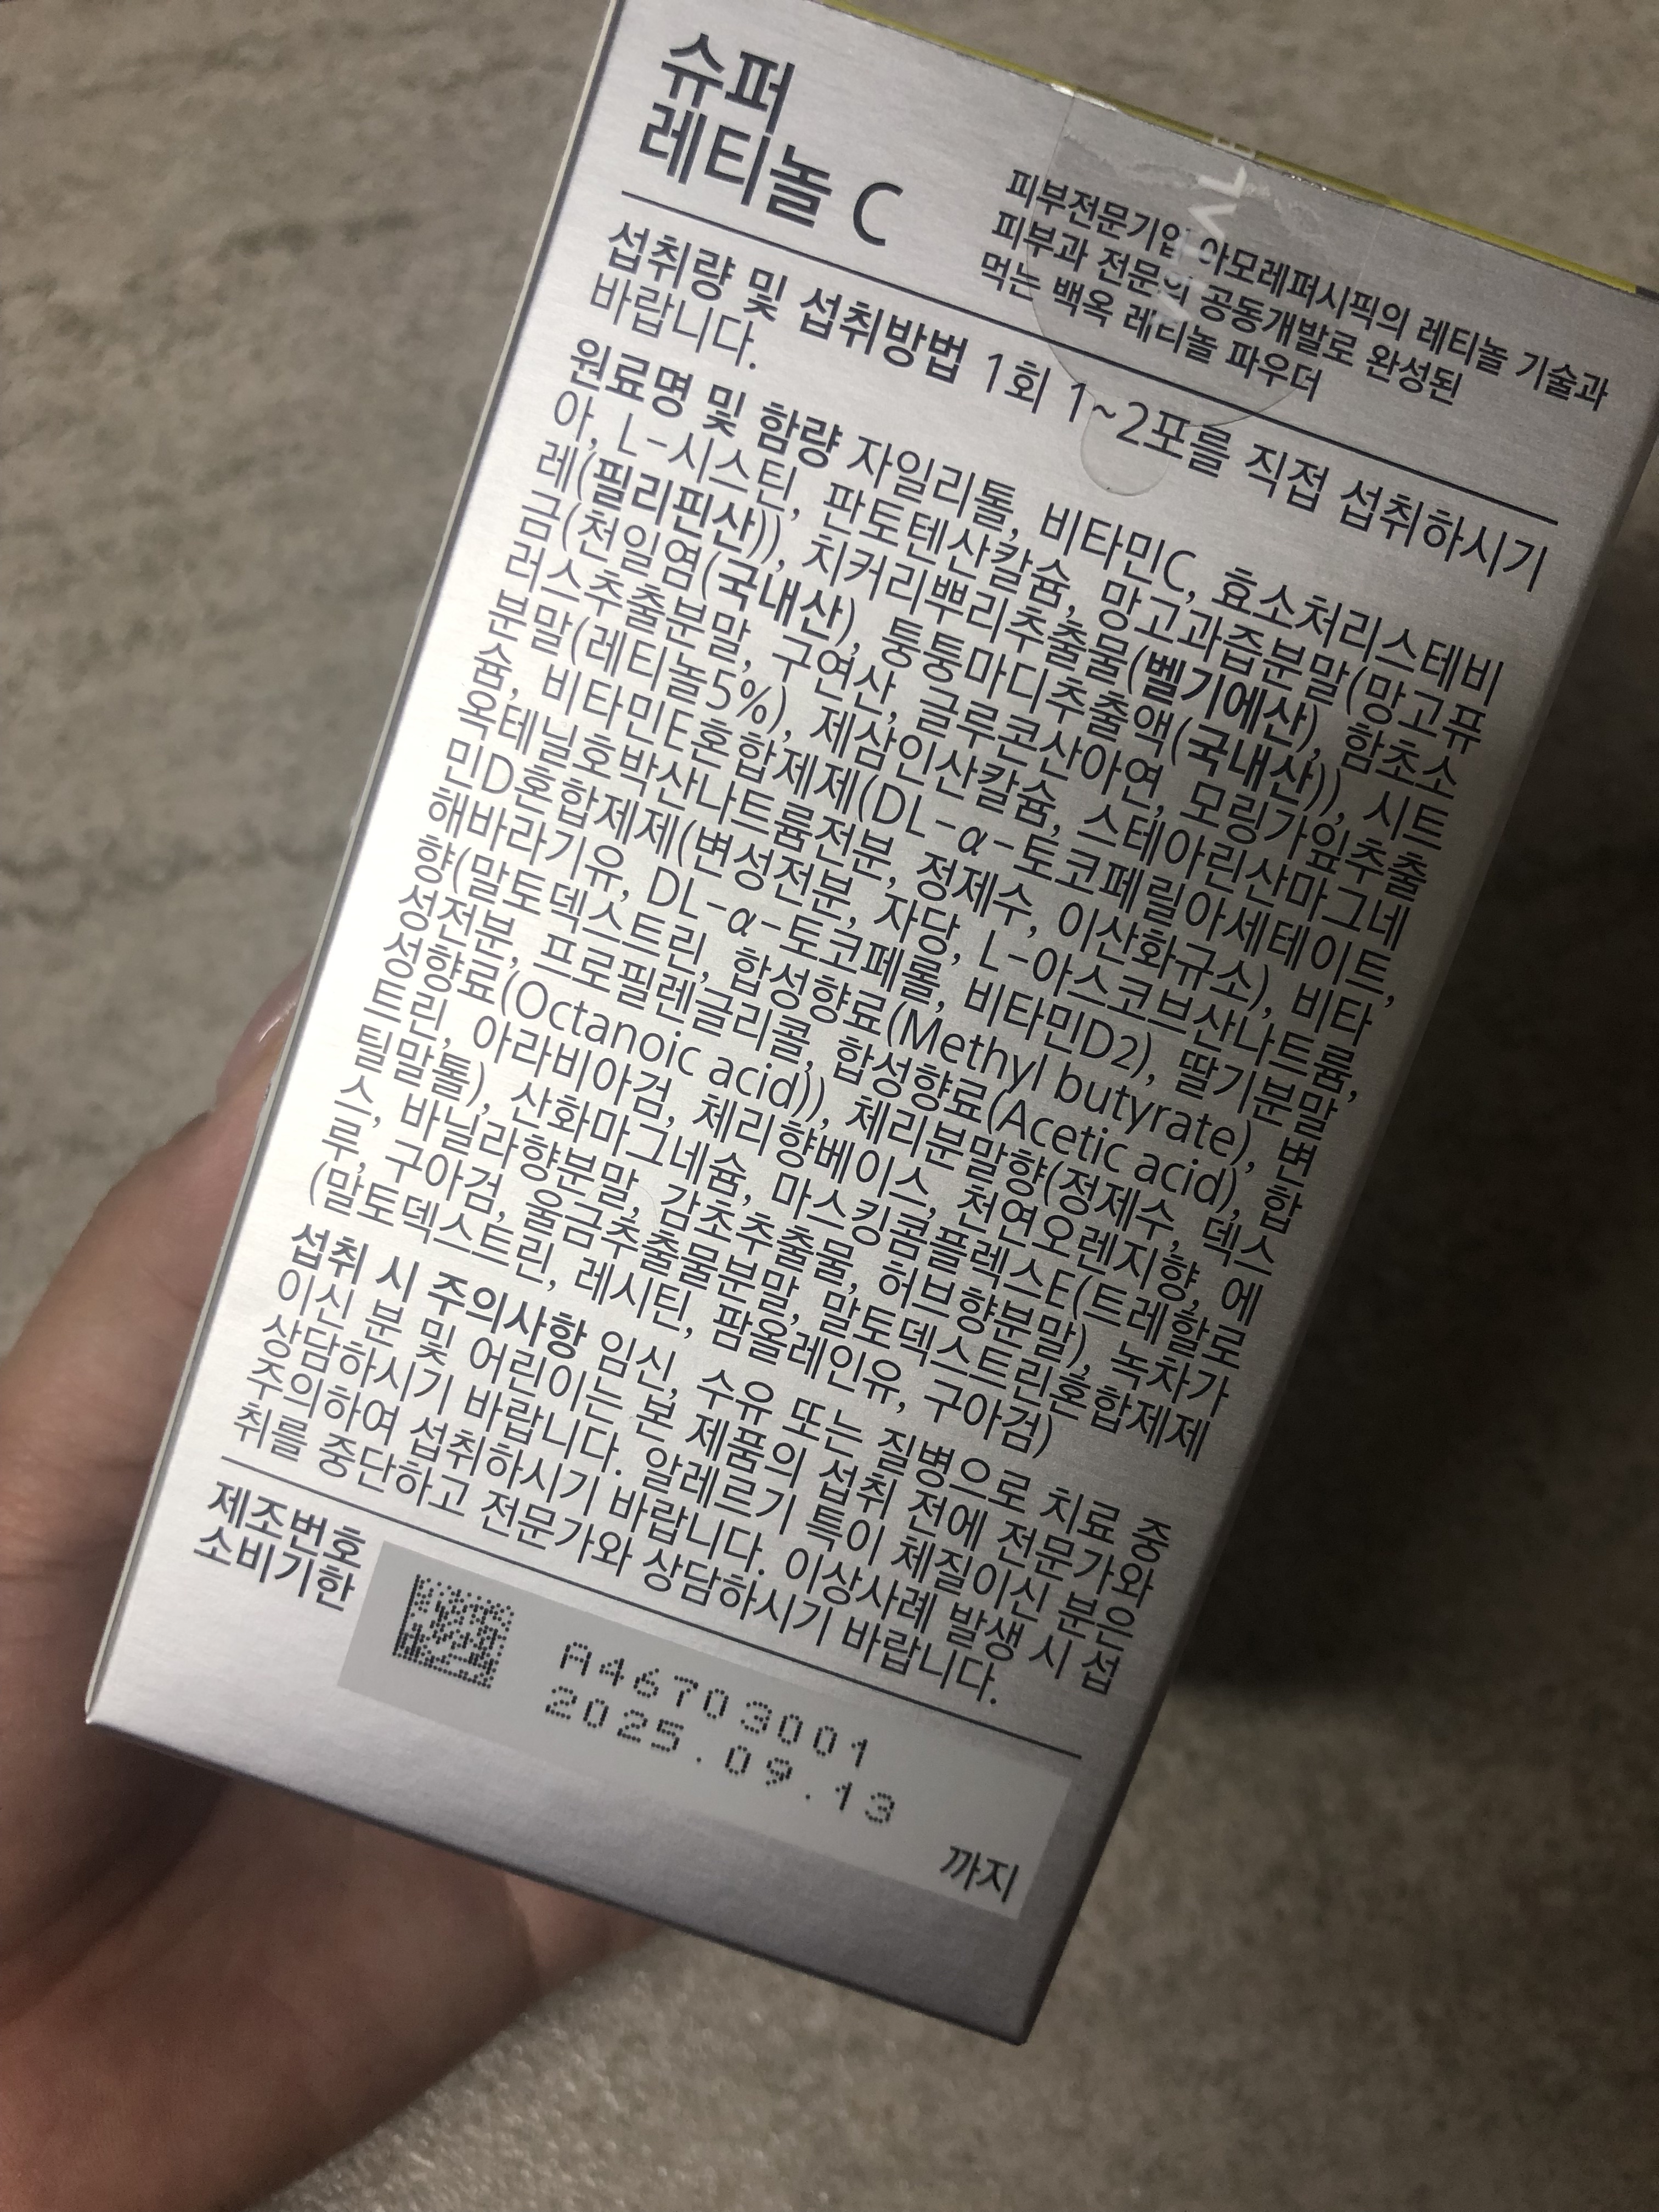 슈퍼
레티놀 C
피부전문기업 아모레퍼시픽의 레티놀 기술과
피부과 전문의 공동개발로 완성된
먹는 백옥 레티놀 파우더
섭취량 및 섭취방법 1회 1~2포를 직접 섭취하시기
바랍니다.
원료명 및 함량 자일리톨, 비타민C, 효소처리스테비
아, L-시스틴, 판토텐산칼슘, 망고과즙분말(망고퓨
레(필리핀산)), 치커리뿌리추출물(벨기에산), 함초소
금(천일염(국내산), 퉁퉁마디추출액(국내산)), 시트
러스추출분말, 구연산, 글루콘산아연, 모링가잎추출
분말(레티놀5%), 제삼인산칼슘, 스테아린산마그네
슘, 비타민E혼합제제(DL-α-토코페릴아세테이트,
옥테닐호박산나트륨전분, 정제수, 이산화규소), 비타
민D혼합제제(변성전분, 자당, L-아스코브산나트륨,
해바라기유, DL-α-토코페롤, 비타민D2), 딸기분말
향(말토덱스트린, 합성향료(Methyl butyrate), 변
성전분, 프로필렌글리콜, 합성향료(Acetic acid), 합
성향료(Octanoic acid)), 체리분말향(정제수, 덱스
트린, 아라비아검, 체리향베이스, 천연오렌지향, 에
틸말톨), 산화마그네슘, 마스킹콤플렉스E(트레할로
스, 바닐라향분말, 감초추출물, 허브향분말), 녹차가
루, 구아검, 울금추출물분말, 말토덱스트린혼합제제
(말토덱스트린, 레시틴, 팜올레인유, 구아검)
섭취 시 주의사항 임신, 수유 또는 질병으로 치료 중
이신 분 및 어린이는 본 제품의 섭취 전에 전문가와
상담하시기 바랍니다. 알레르기 특이 체질이신 분은
주의하여 섭취하시기 바랍니다. 이상사례 발생 시 섭
취를 중단하고 전문가와 상담하시기 바랍니다.
제조번호
소비기한
A46703001
2025.09.13
까지